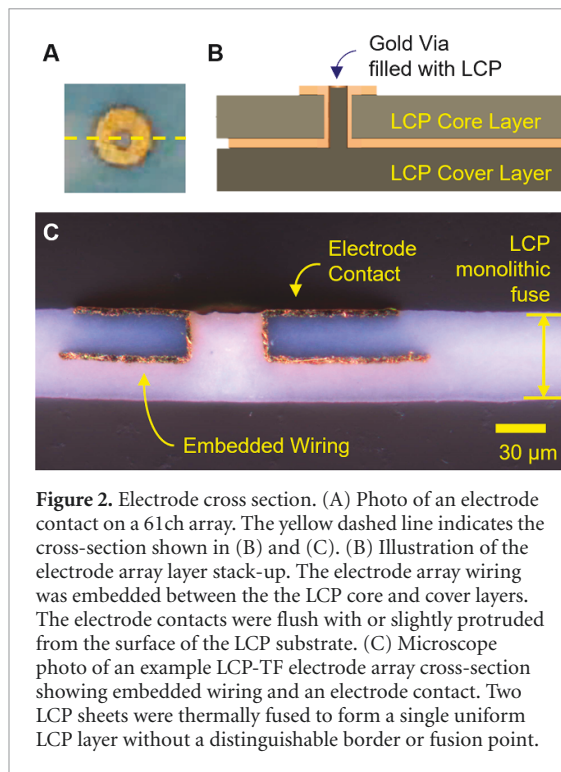 A
B
Gold Via
filled with LCP
LCP Core Layer
LCP Cover Layer
C
Electrode
Contact
LCP
monolithic
fuse
Embedded Wiring
30 µm
Figure 2. Electrode cross section. (A) Photo of an electrode
contact on a 61ch array. The yellow dashed line indicates the
cross-section shown in (B) and (C). (B) Illustration of the
electrode array layer stack-up. The electrode array wiring
was embedded between the the LCP core and cover layers.
The electrode contacts were flush with or slightly protruded
from the surface of the LCP substrate. (C) Microscope
photo of an example LCP-TF electrode array cross-section
showing embedded wiring and an electrode contact. Two
LCP sheets were thermally fused to form a single uniform
LCP layer without a distinguishable border or fusion point.